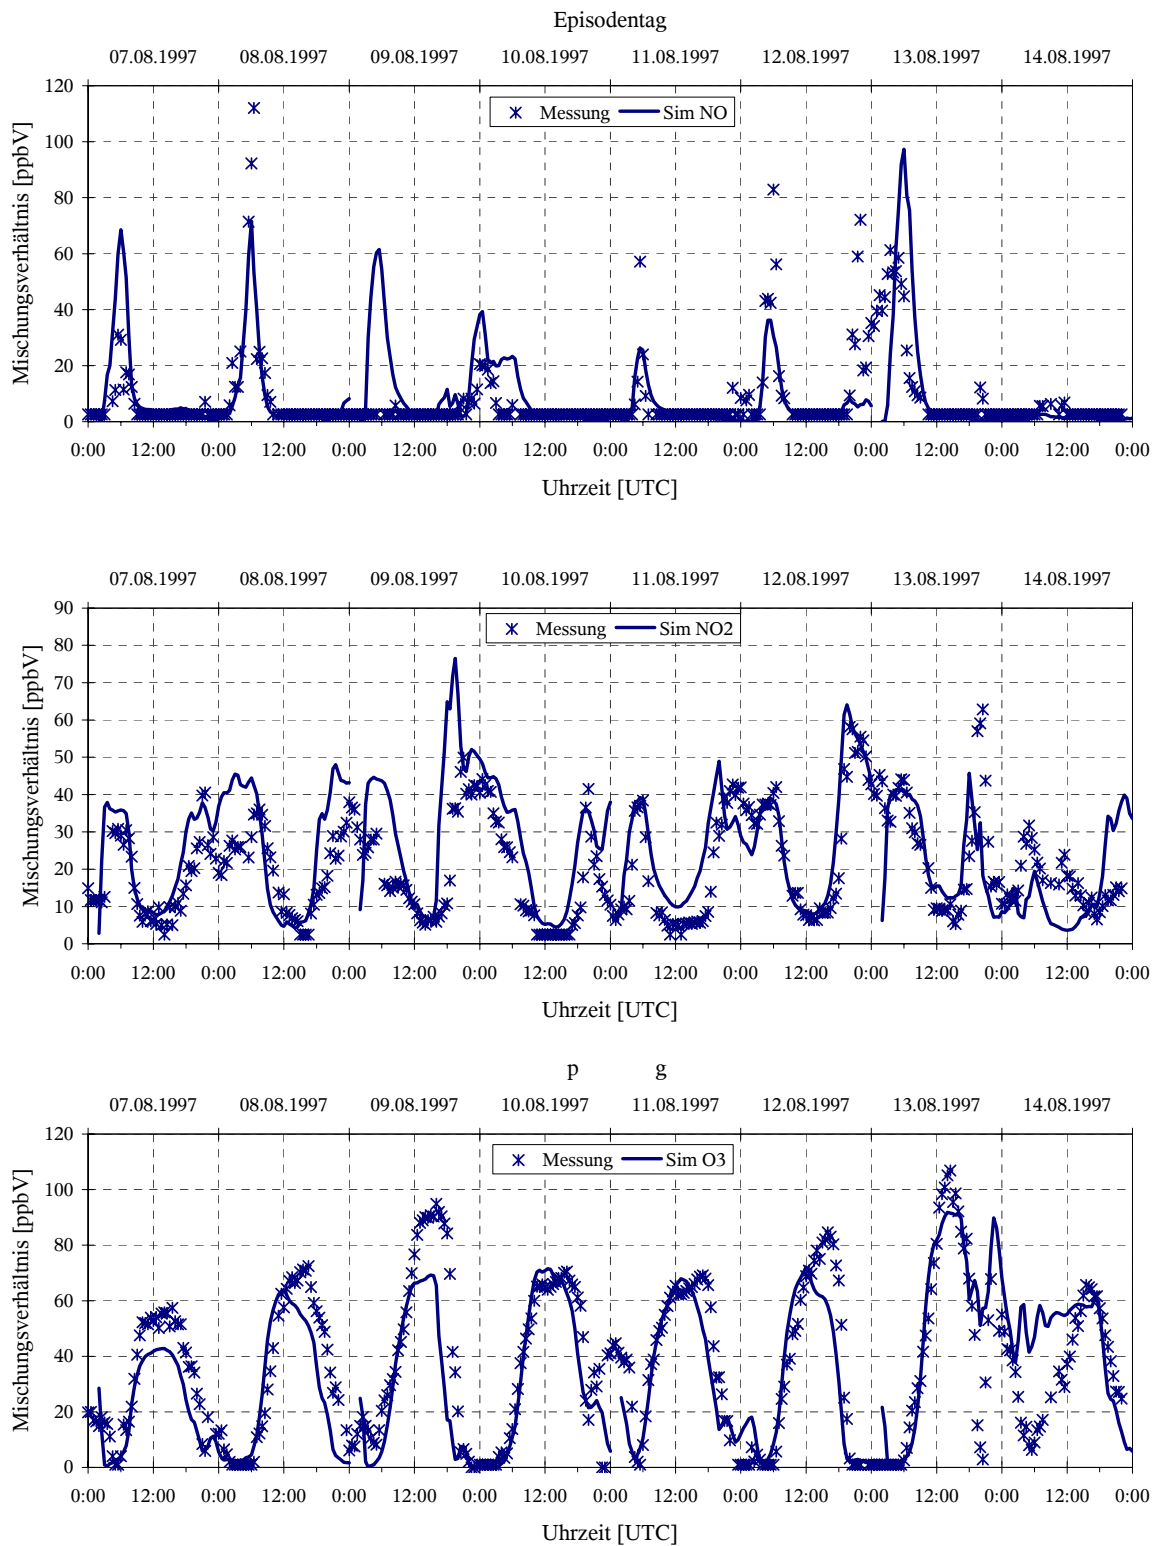 Episodentag
07.08.1997 08.08.1997 09.08.1997 10.08.1997 11.08.1997 12.08.1997 13.08.1997 14.08.1997
Mischungsverhältnis [ppbV]
120
100
80
60
40
20
0
Messung Sim NO
0:00 12:00 0:00 12:00 0:00 12:00 0:00 12:00 0:00 12:00 0:00 12:00 0:00 12:00 0:00 12:00 0:00
Uhrzeit [UTC]
07.08.1997 08.08.1997 09.08.1997 10.08.1997 11.08.1997 12.08.1997 13.08.1997 14.08.1997
Mischungsverhältnis [ppbV]
90
80
70
60
50
40
30
20
10
0
Messung Sim NO2
0:00 12:00 0:00 12:00 0:00 12:00 0:00 12:00 0:00 12:00 0:00 12:00 0:00 12:00 0:00 12:00 0:00
Uhrzeit [UTC]
p g
07.08.1997 08.08.1997 09.08.1997 10.08.1997 11.08.1997 12.08.1997 13.08.1997 14.08.1997
Mischungsverhältnis [ppbV]
120
100
80
60
40
20
0
Messung Sim O3
0:00 12:00 0:00 12:00 0:00 12:00 0:00 12:00 0:00 12:00 0:00 12:00 0:00 12:00 0:00 12:00 0:00
Uhrzeit [UTC]